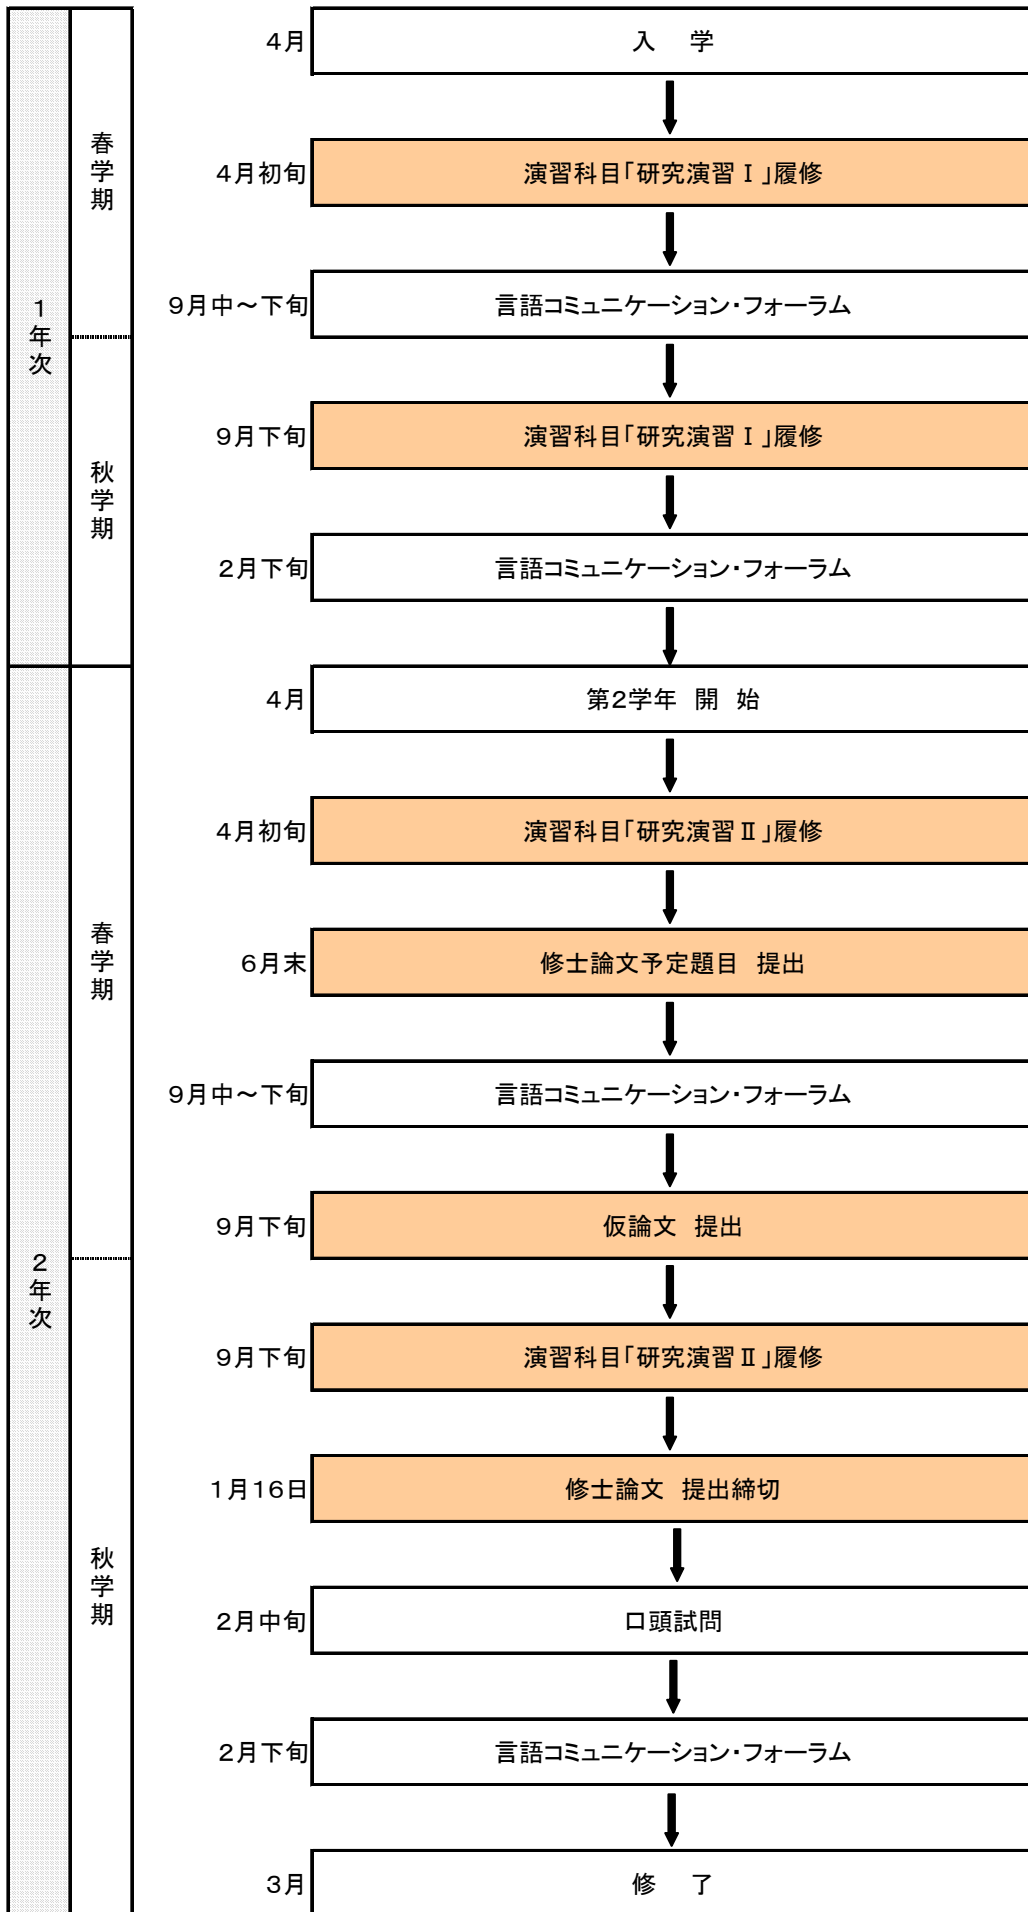 1年次
春学期
4月 入　学
4月初旬 演習科目「研究演習Ⅰ」履修
9月中～下旬 言語コミュニケーション・フォーラム
秋学期
9月下旬 演習科目「研究演習Ⅰ」履修
2月下旬 言語コミュニケーション・フォーラム
2年次
春学期
4月 第2学年　開　始
4月初旬 演習科目「研究演習Ⅱ」履修
6月末 修士論文予定題目　提出
9月中～下旬 言語コミュニケーション・フォーラム
9月下旬 仮論文　提出
秋学期
9月下旬 演習科目「研究演習Ⅱ」履修
1月16日 修士論文　提出締切
2月中旬 口頭試問
2月下旬 言語コミュニケーション・フォーラム
3月 修　了